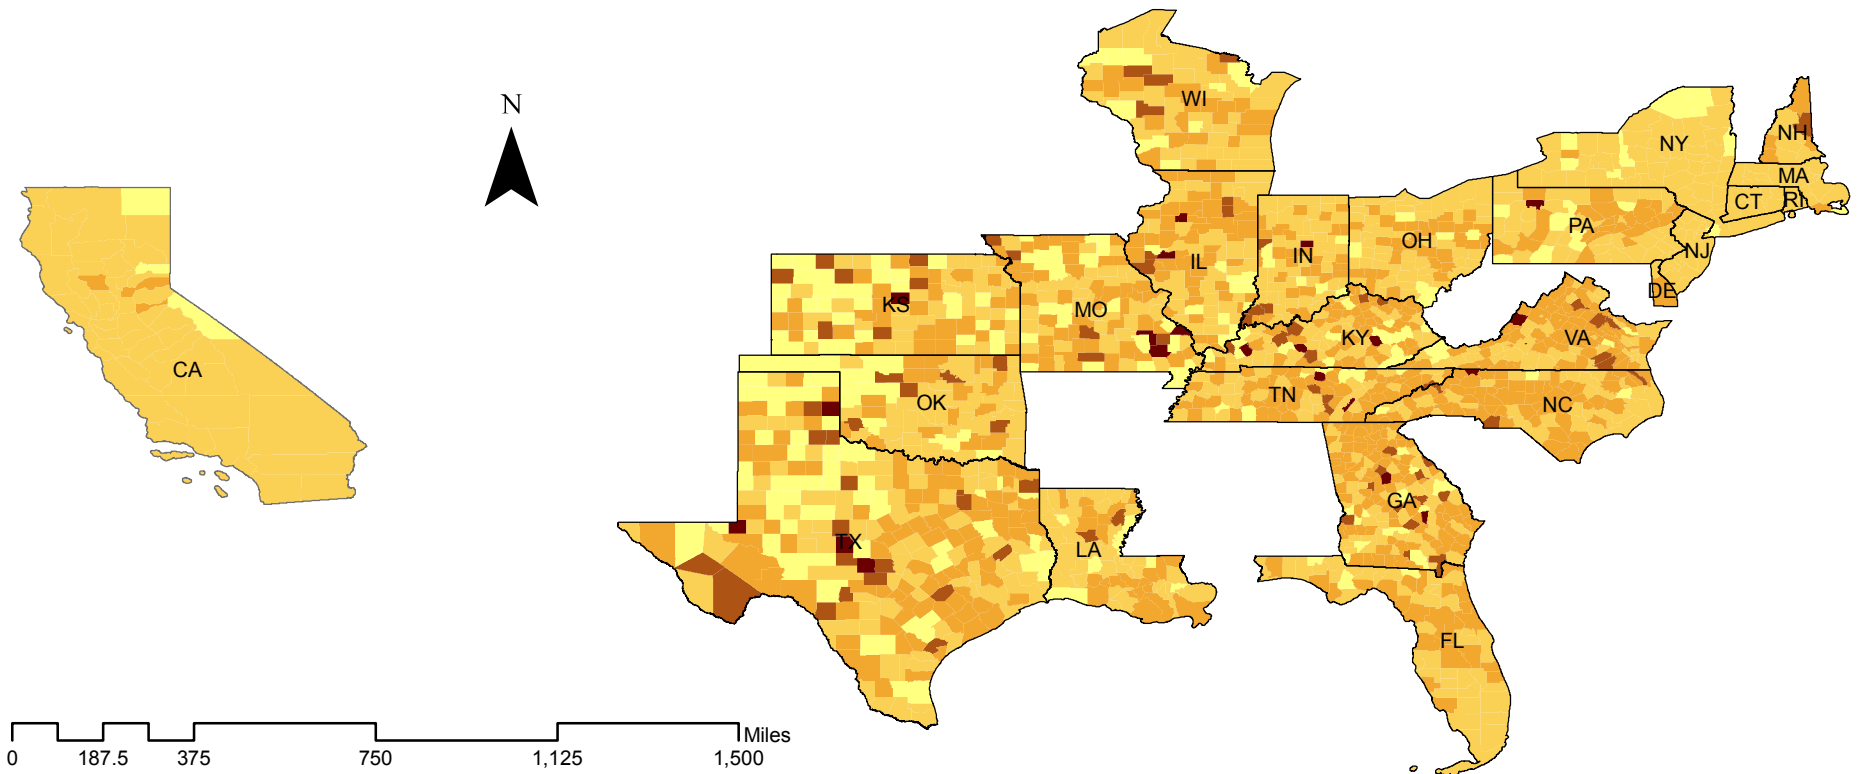 N
WI
NY
NH
MA
CT
RI
PA
OH
IN
IL
NJ
DE
KS
MO
KY
VA
CA
OK
TN
NC
TX
LA
GA
FL
Miles
0 187.5 375 750 1,125 1,500